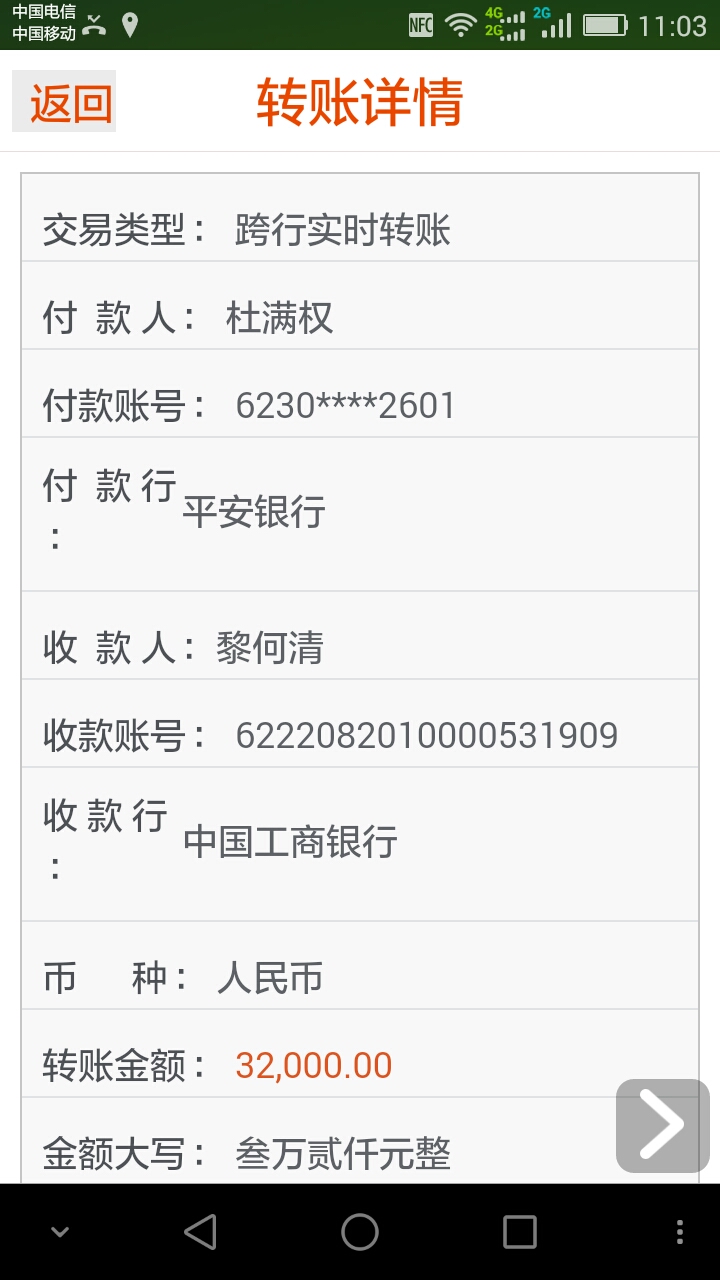 中国电信
中国移动
NFC 4G 2G 2G 11:03
返回 转账详情
交易类型： 跨行实时转账
付 款 人： 杜满权
付款账号： 6230****2601
付 款 行： 平安银行
收 款 人： 黎何清
收款账号： 6222082010000531909
收 款 行： 中国工商银行
币 种： 人民币
转账金额： 32,000.00
金额大写： 叁万贰仟元整